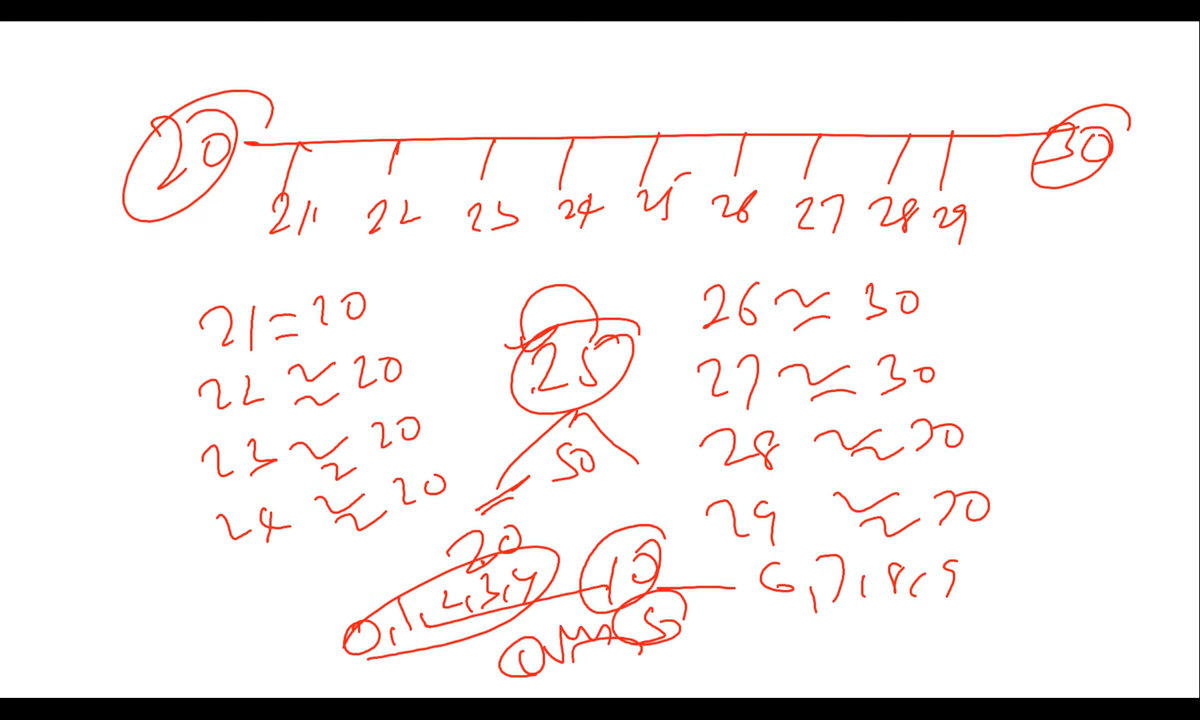 20 30
21 22 23 24 25 26 27 28 29
21 = 20
22 ≈ 20
23 ≈ 20
24 ≈ 20
25
50
20
26 ≈ 30
27 ≈ 30
28 ≈ 30
29 ≈ 30
0, 1, 2, 3, 4
10
6, 7, 8, 9